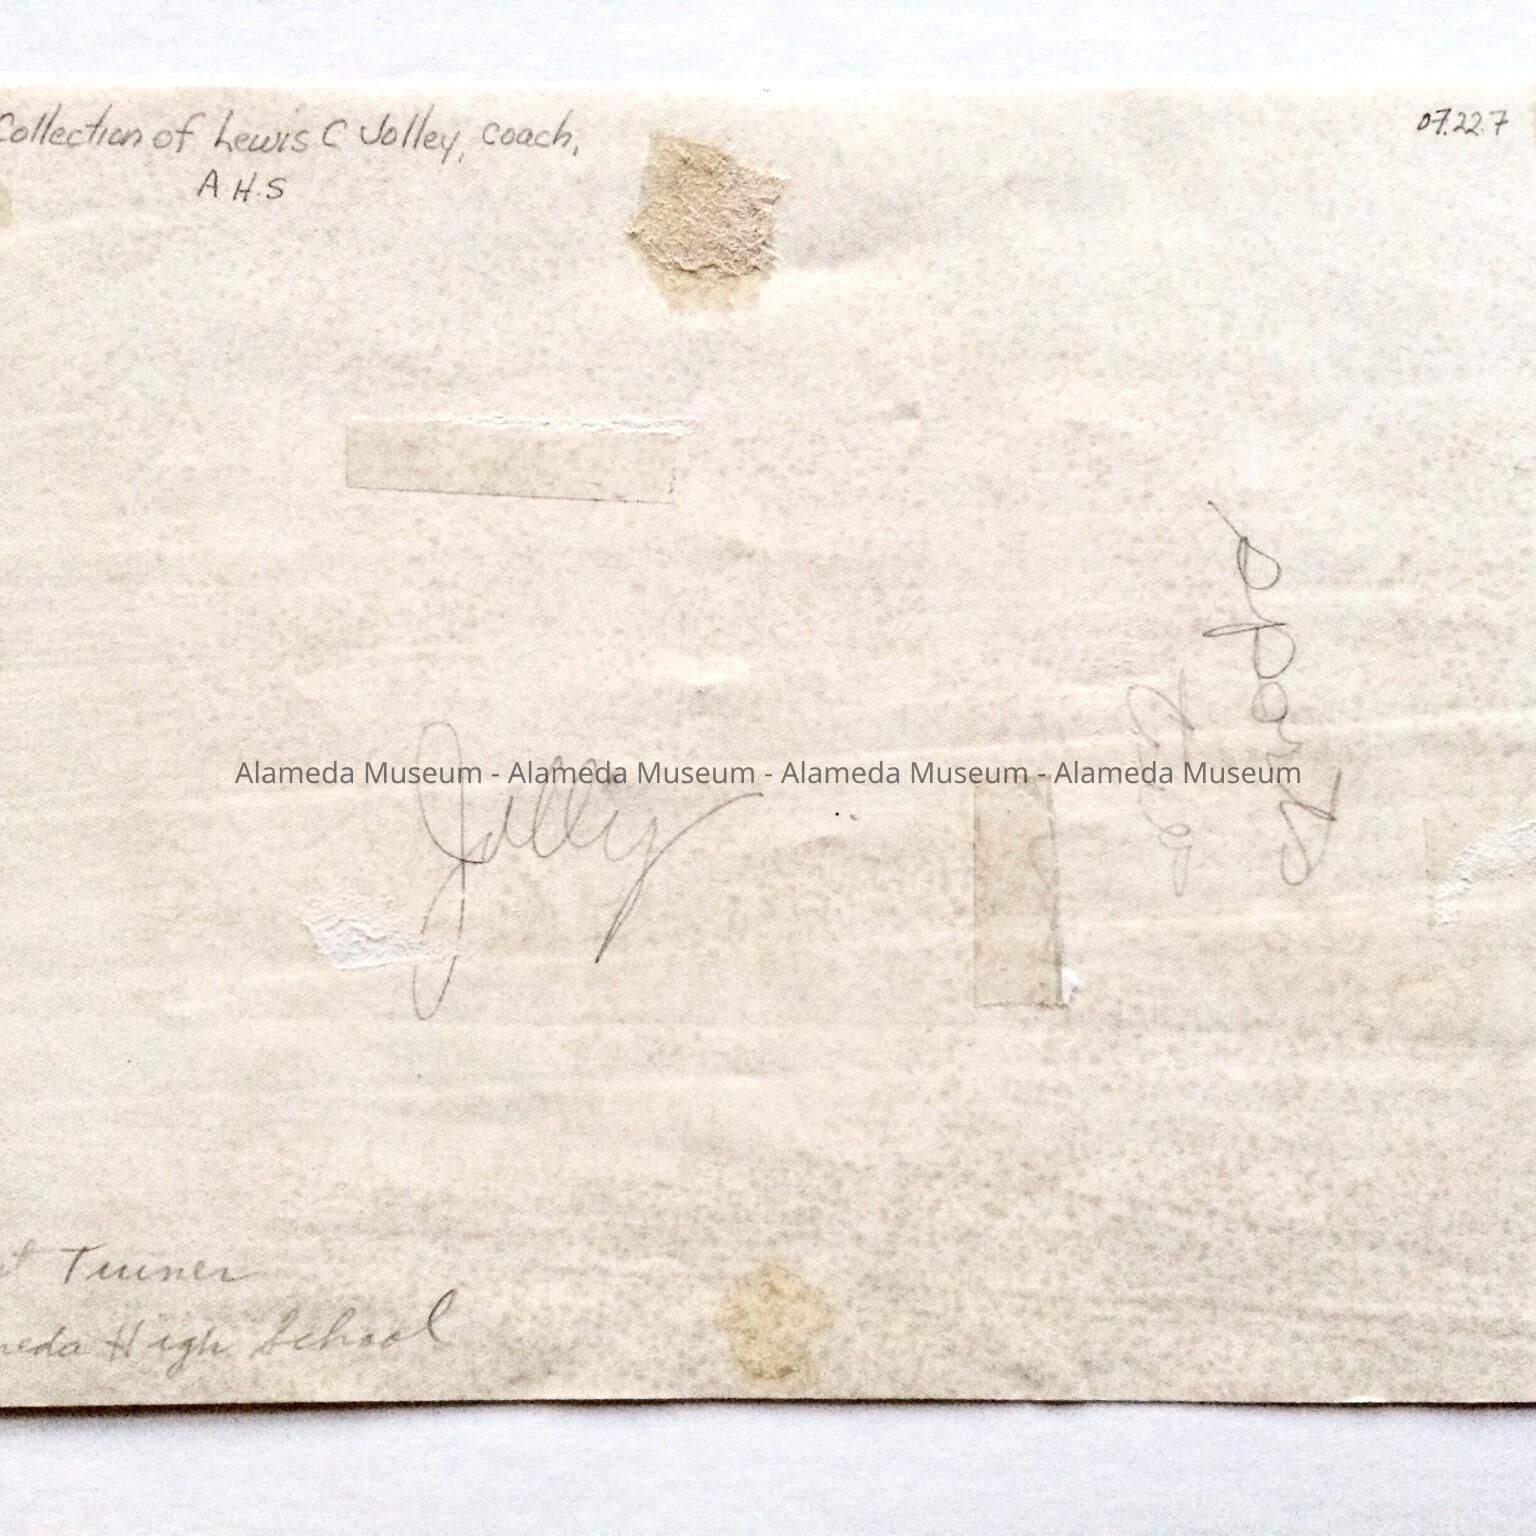 Collection of Lewis C Jolley, coach,
A H.S
07.22.7
Jolly
Alameda Museum - Alameda Museum - Alameda Museum - Alameda Museum
Turner
High School